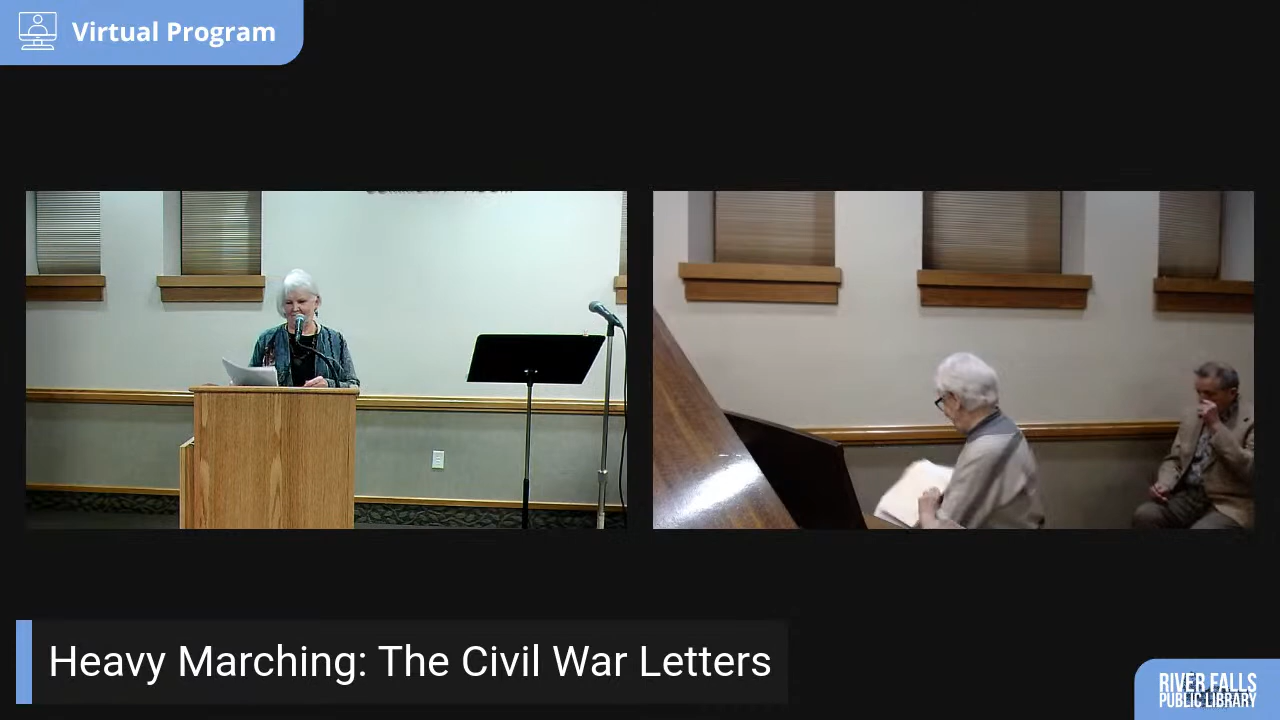 Virtual Program
Heavy Marching: The Civil War Letters
RIVER FALLS
PUBLIC LIBRARY